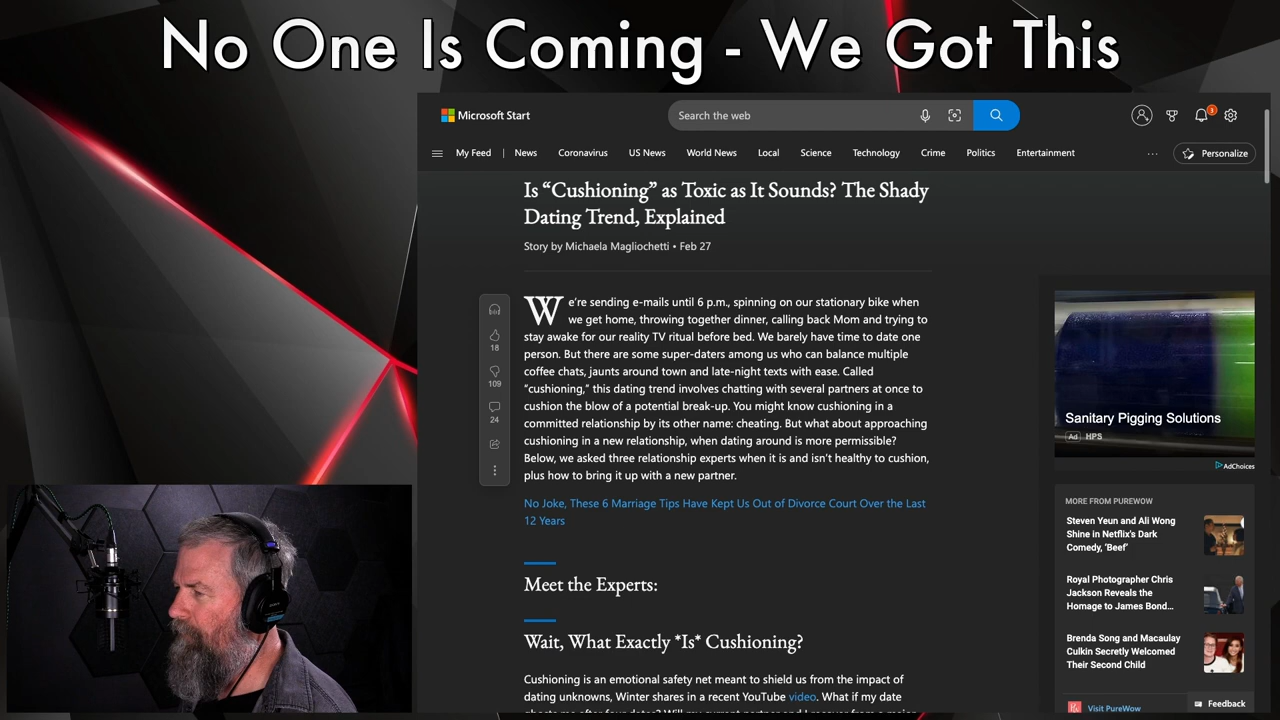 No One Is Coming - We Got This
Microsoft Start
Search the web
3
My Feed
News
Coronavirus
US News
World News
Local
Science
Technology
Crime
Politics
Entertainment
...
Personalize
Is “Cushioning” as Toxic as It Sounds? The Shady
Dating Trend, Explained
Story by Michaela Magliochetti • Feb 27
We’re sending e-mails until 6 p.m., spinning on our stationary bike when
we get home, throwing together dinner, calling back Mom and trying to
stay awake for our reality TV ritual before bed. We barely have time to date one
person. But there are some super-daters among us who can balance multiple
coffee chats, jaunts around town and late-night texts with ease. Called
“cushioning,” this dating trend involves chatting with several partners at once to
cushion the blow of a potential break-up. You might know cushioning in a
committed relationship by its other name: cheating. But what about approaching
cushioning in a new relationship, when dating around is more permissible?
Below, we asked three relationship experts when it is and isn’t healthy to cushion,
plus how to bring it up with a new partner.
18
109
24
No Joke, These 6 Marriage Tips Have Kept Us Out of Divorce Court Over the Last
12 Years
Meet the Experts:
Wait, What Exactly *Is* Cushioning?
Cushioning is an emotional safety net meant to shield us from the impact of
dating unknowns, Winter shares in a recent YouTube video. What if my date
Sanitary Pigging Solutions
Ad HPS
AdChoices
MORE FROM PUREWOW
Steven Yeun and Ali Wong
Shine in Netflix’s Dark
Comedy, ‘Beef’
Royal Photographer Chris
Jackson Reveals the
Homage to James Bond...
Brenda Song and Macaulay
Culkin Secretly Welcomed
Their Second Child
Visit PureWow
Feedback